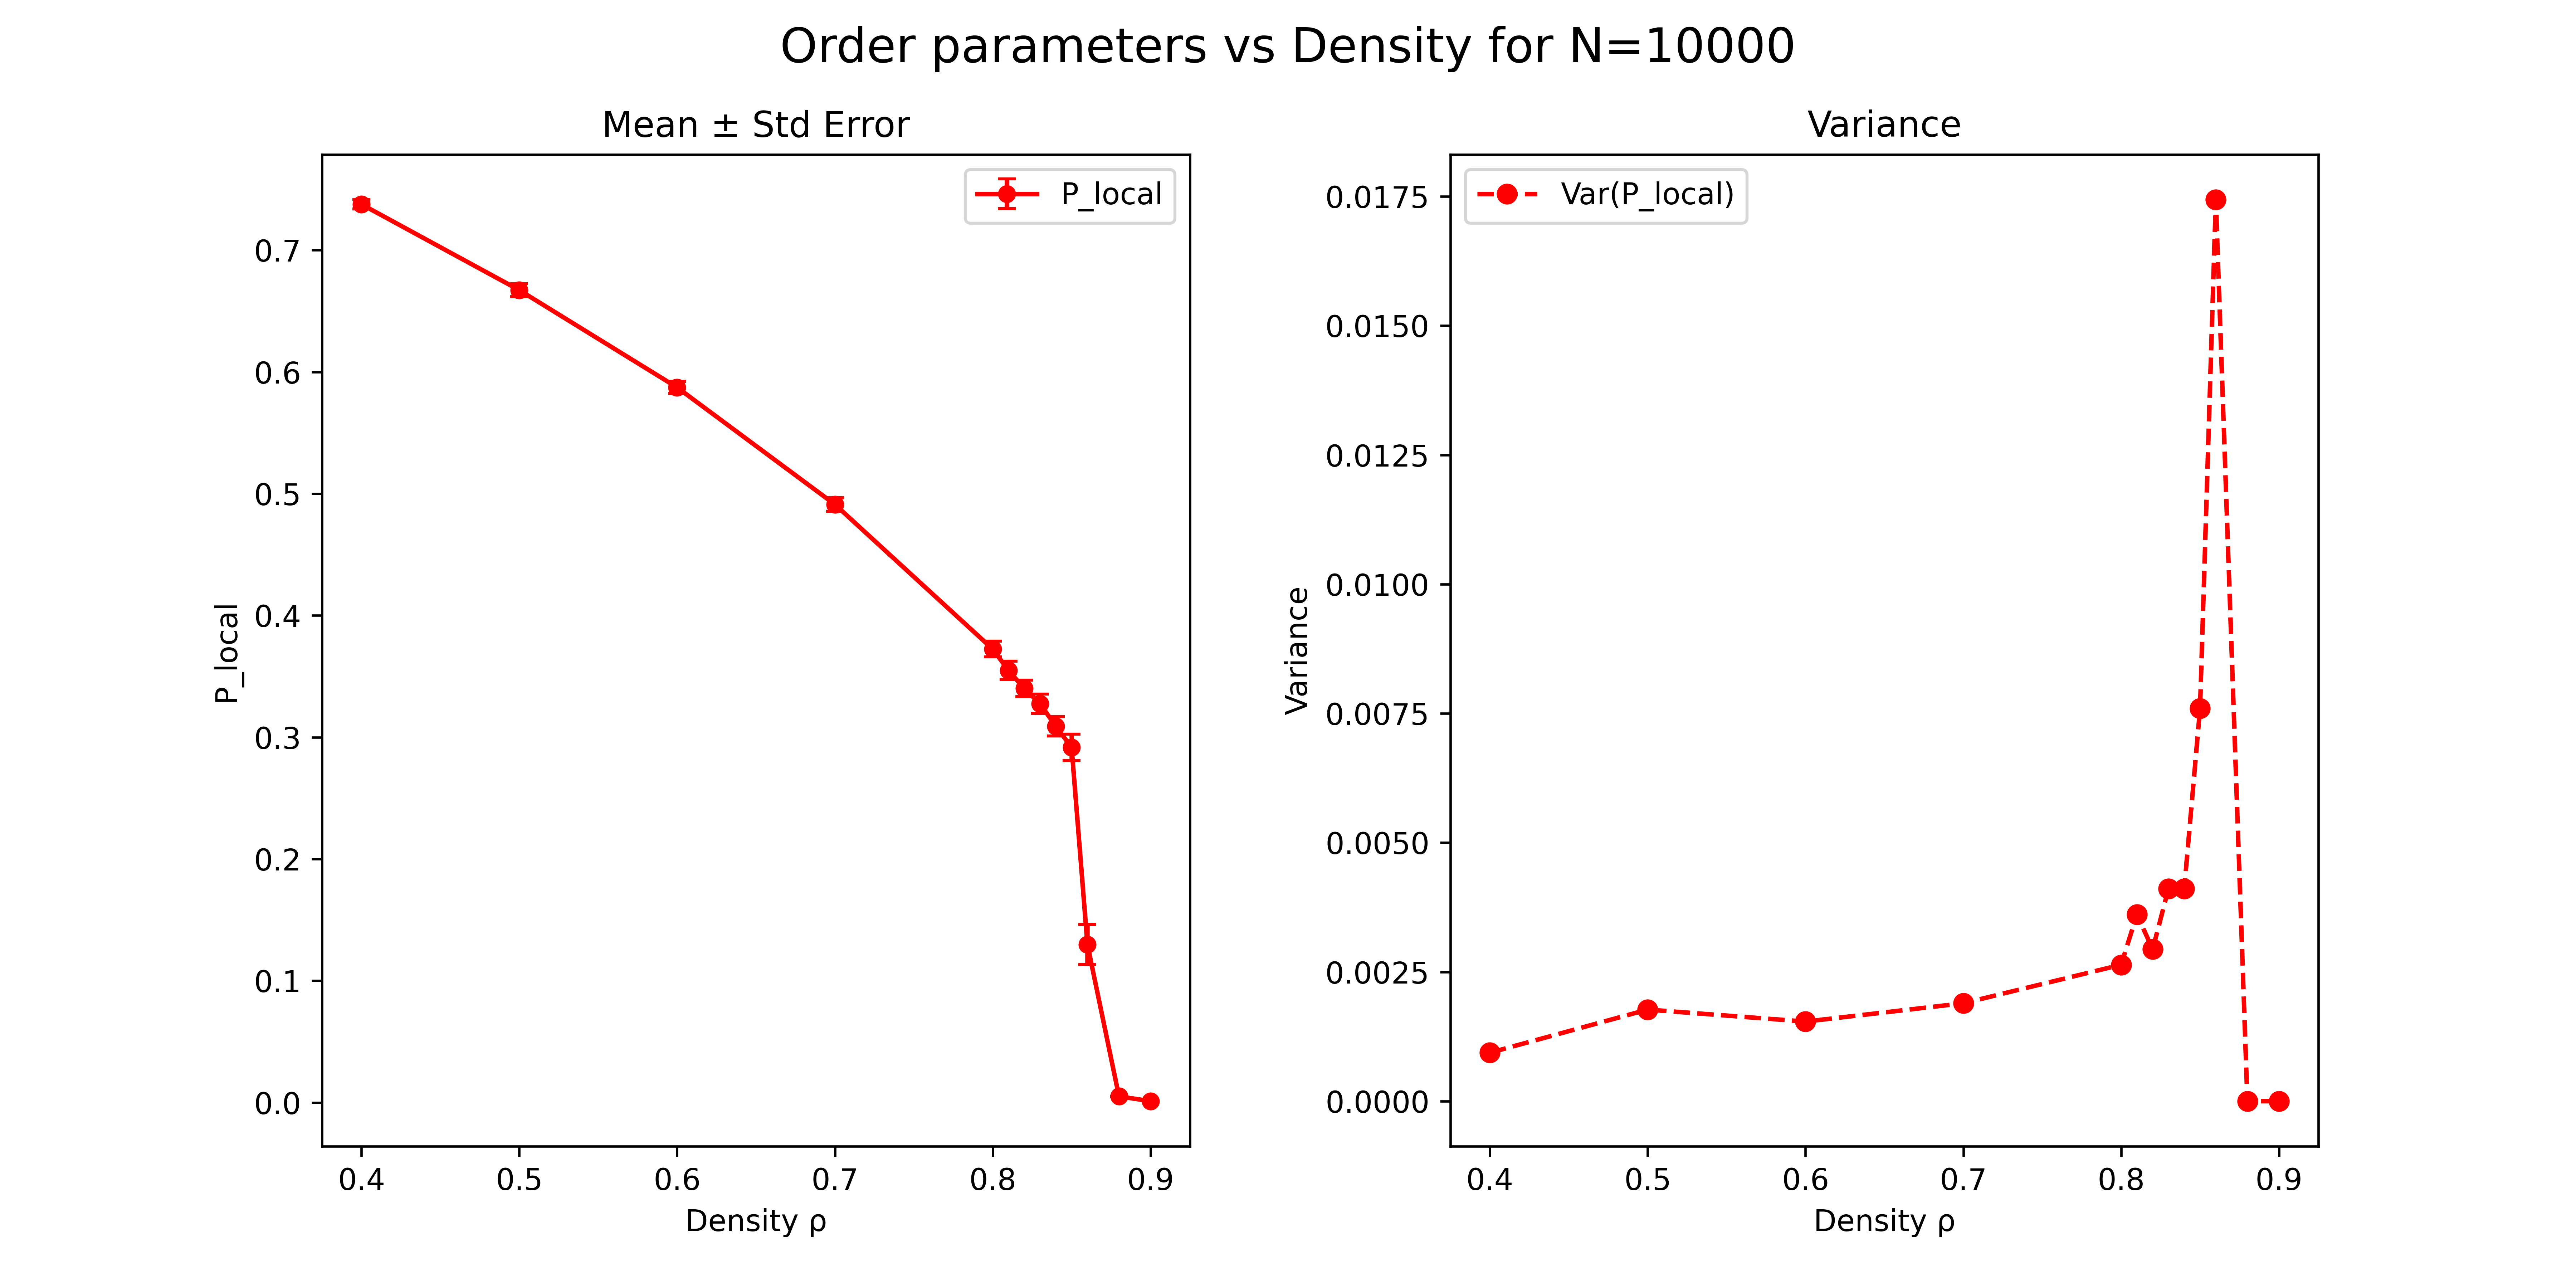 Order parameters vs Density for N=10000
Mean ± Std Error
P_local
P_local
0.7
0.6
0.5
0.4
0.3
0.2
0.1
0.0
0.4 0.5 0.6 0.7 0.8 0.9
Density ρ
Variance
Var(P_local)
Variance
0.0175
0.0150
0.0125
0.0100
0.0075
0.0050
0.0025
0.0000
0.4 0.5 0.6 0.7 0.8 0.9
Density ρ